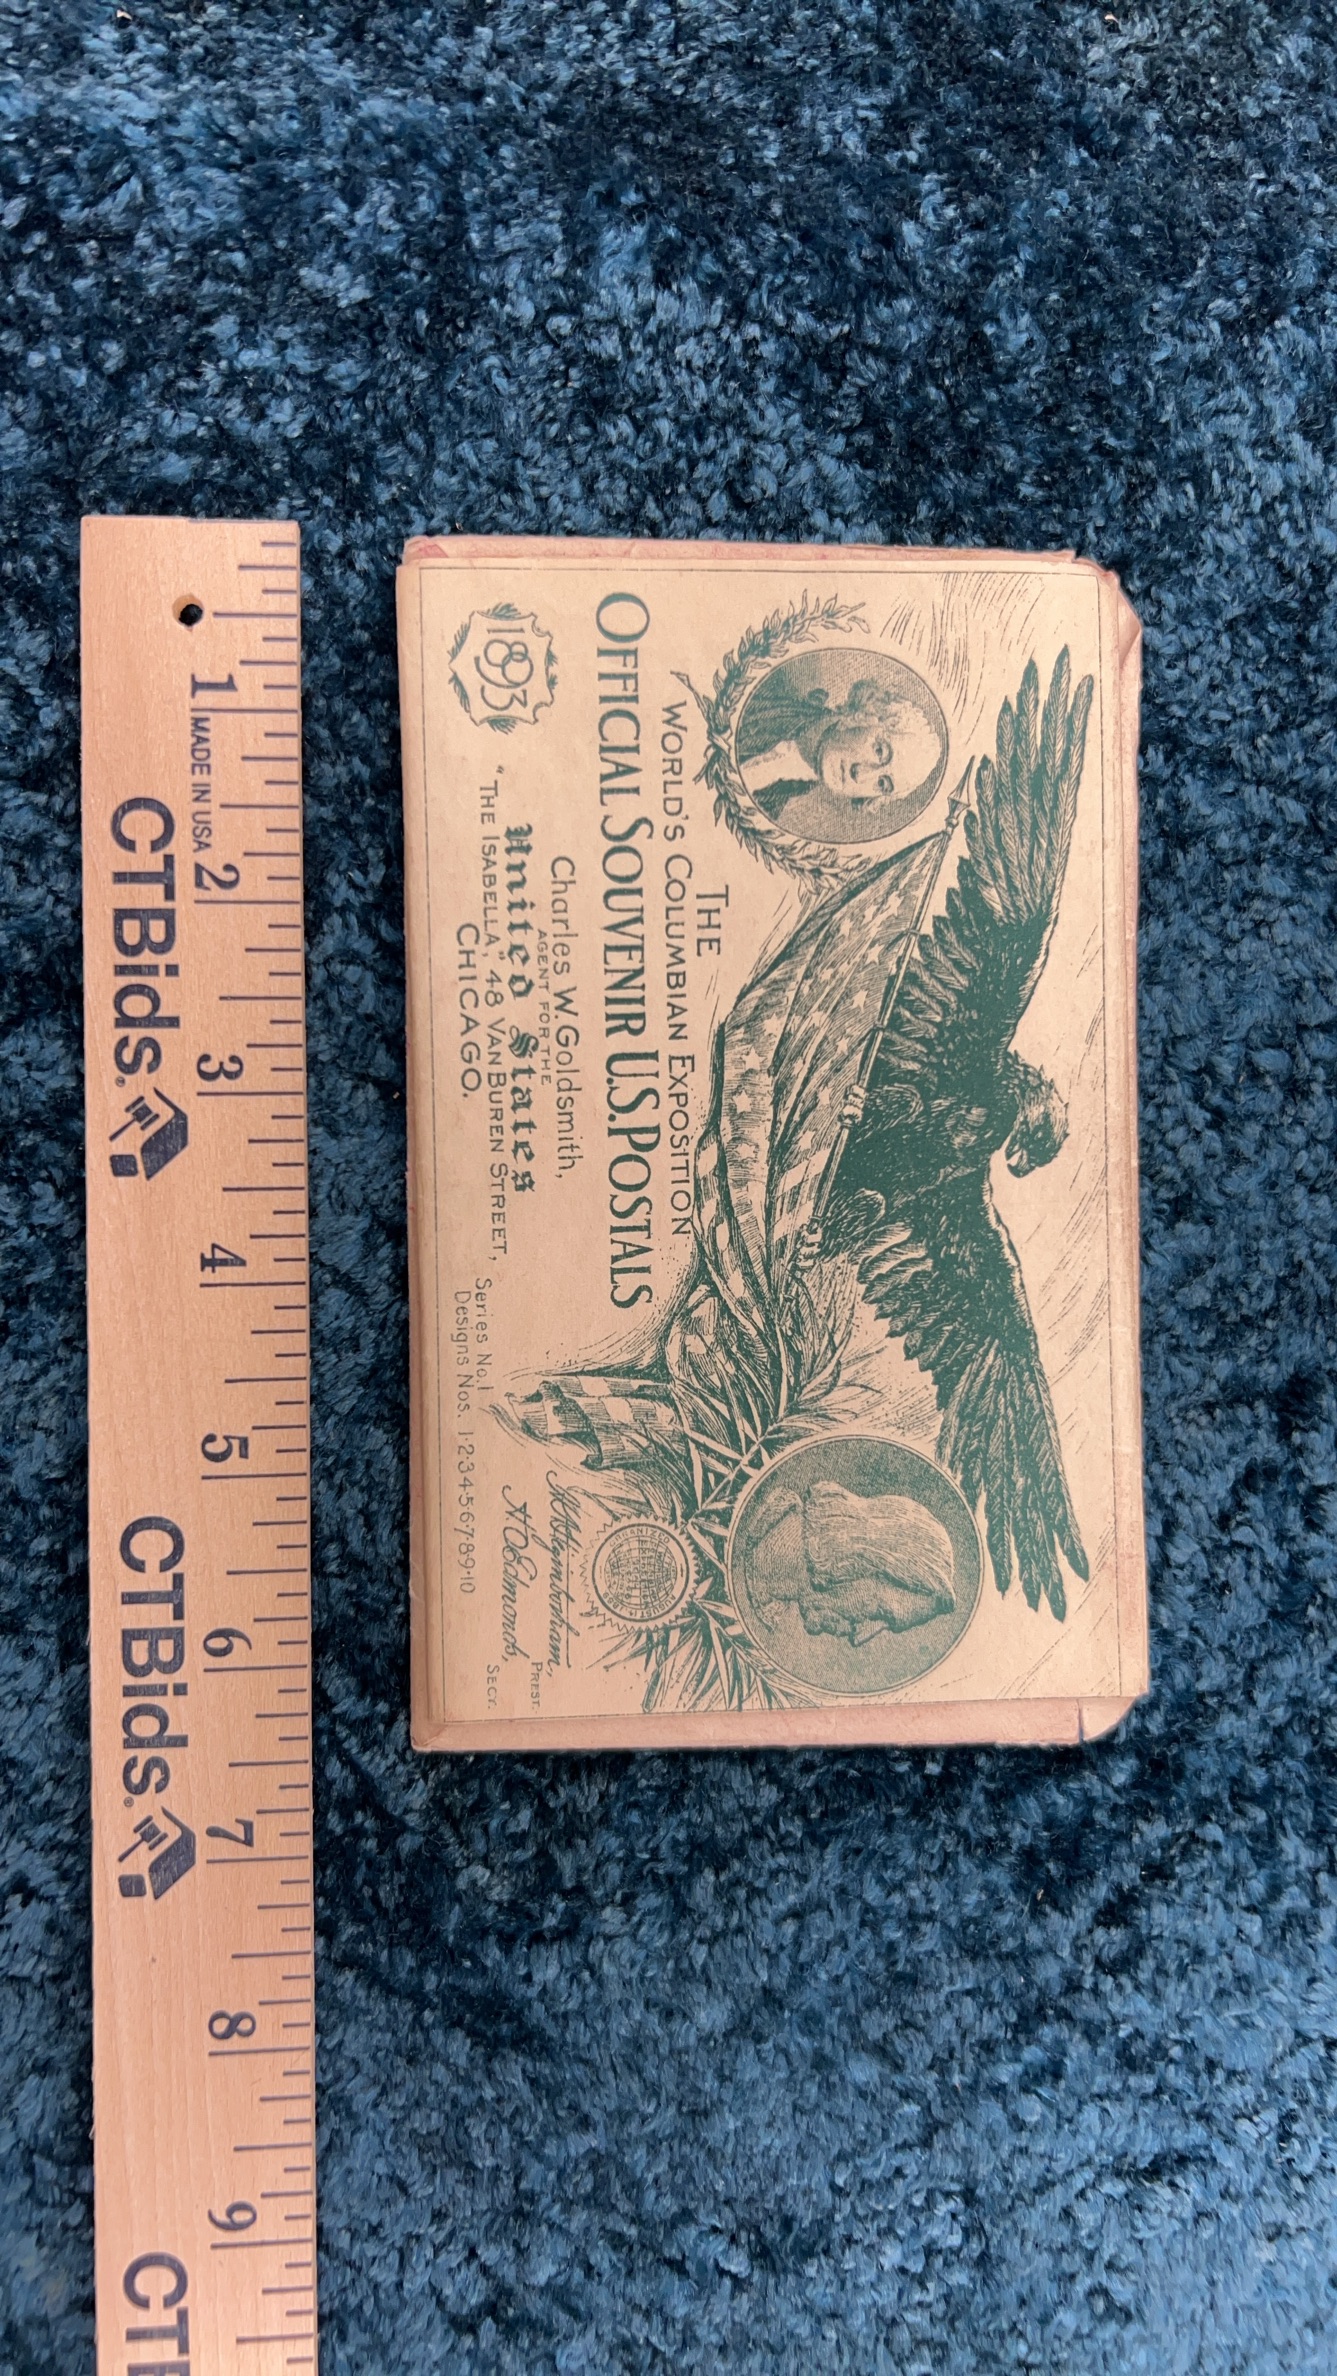 THE
WORLD'S COLUMBIAN EXPOSITION
OFFICIAL SOUVENIR U.S. POSTALS
Charles W. Goldsmith,
AGENT FOR THE
United States
"THE ISABELLA," 48 VAN BUREN STREET,
CHICAGO.
1893
Series No. 1
Designs Nos. 1·2·3·4·5·6·7·8·9·10
PREST.
H.O. Edmonds, SECY.
1 MADE IN USA 2 3 4 5 6 7 8 9
CTBids.®
CTBids.®